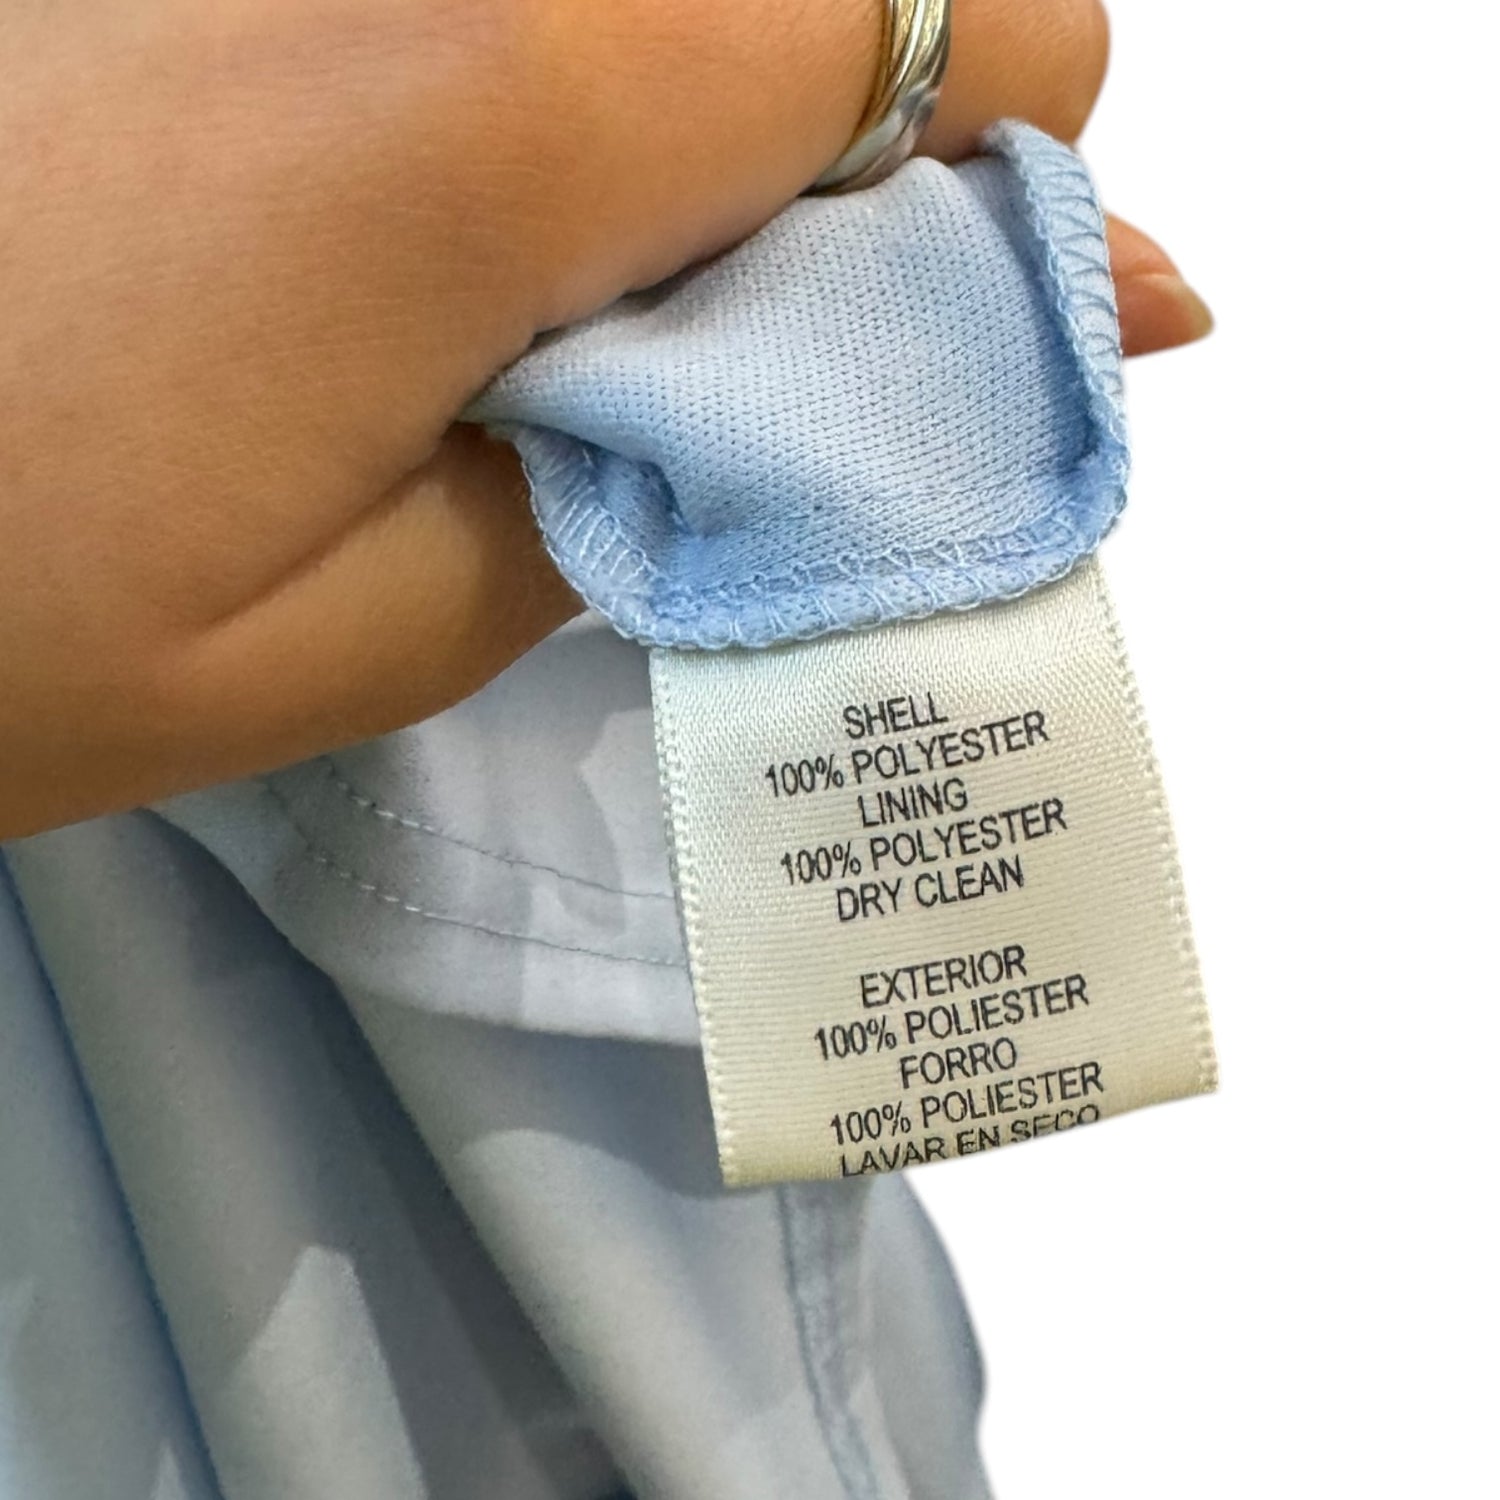 SHELL
100% POLYESTER
LINING
100% POLYESTER
DRY CLEAN
EXTERIOR
100% POLIESTER
FORRO
100% POLIESTER
LAVAR EN SECO